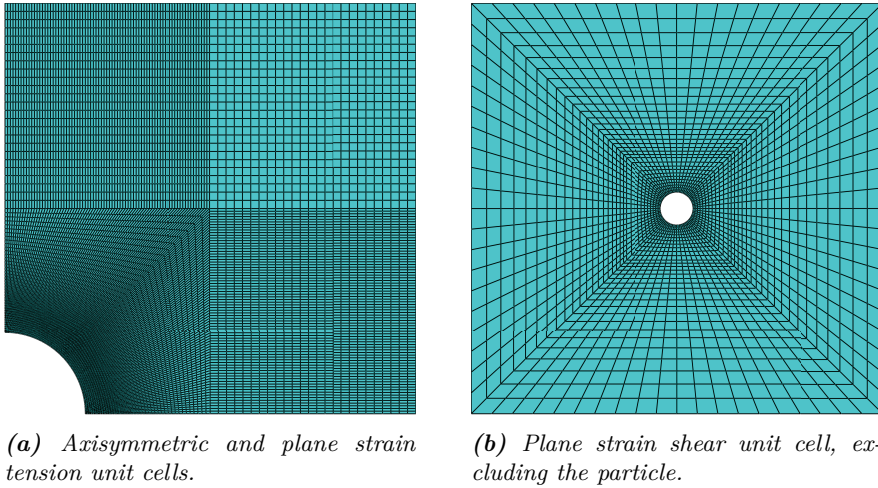 (a) Axisymmetric and plane strain
tension unit cells.
(b) Plane strain shear unit cell, ex-
cluding the particle.